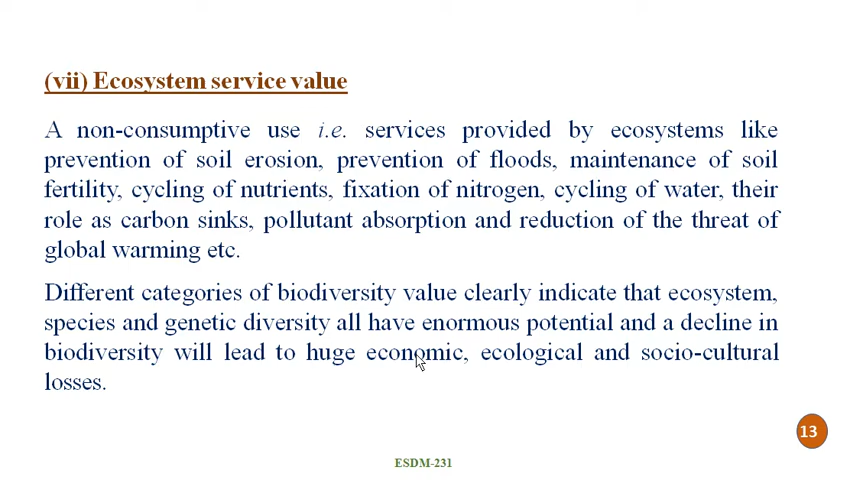 (vii) Ecosystem service value
A non-consumptive use i.e. services provided by ecosystems like
prevention of soil erosion, prevention of floods, maintenance of soil
fertility, cycling of nutrients, fixation of nitrogen, cycling of water, their
role as carbon sinks, pollutant absorption and reduction of the threat of
global warming etc.
Different categories of biodiversity value clearly indicate that ecosystem,
species and genetic diversity all have enormous potential and a decline in
biodiversity will lead to huge economic, ecological and socio-cultural
losses.
13
ESDM-231